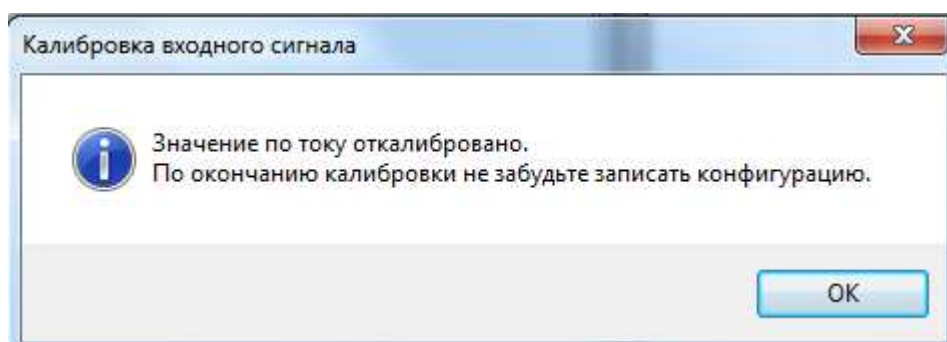 Калибровка входного сигнала
Значение по току откалибровано.
По окончанию калибровки не забудьте записать конфигурацию.
OK